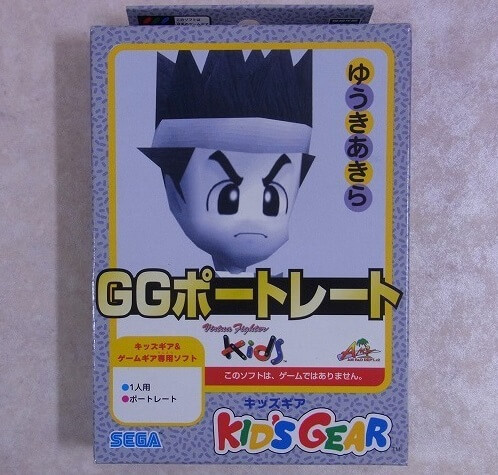 ゆうきあきら
GGポートレート
Virtua Fighter
Kids
このソフトは、ゲームではありません。
キッズギア&
ゲームギア専用ソフト
●1人用
●ポートレート
SEGA
キッズギア
KID'S GEAR
TM